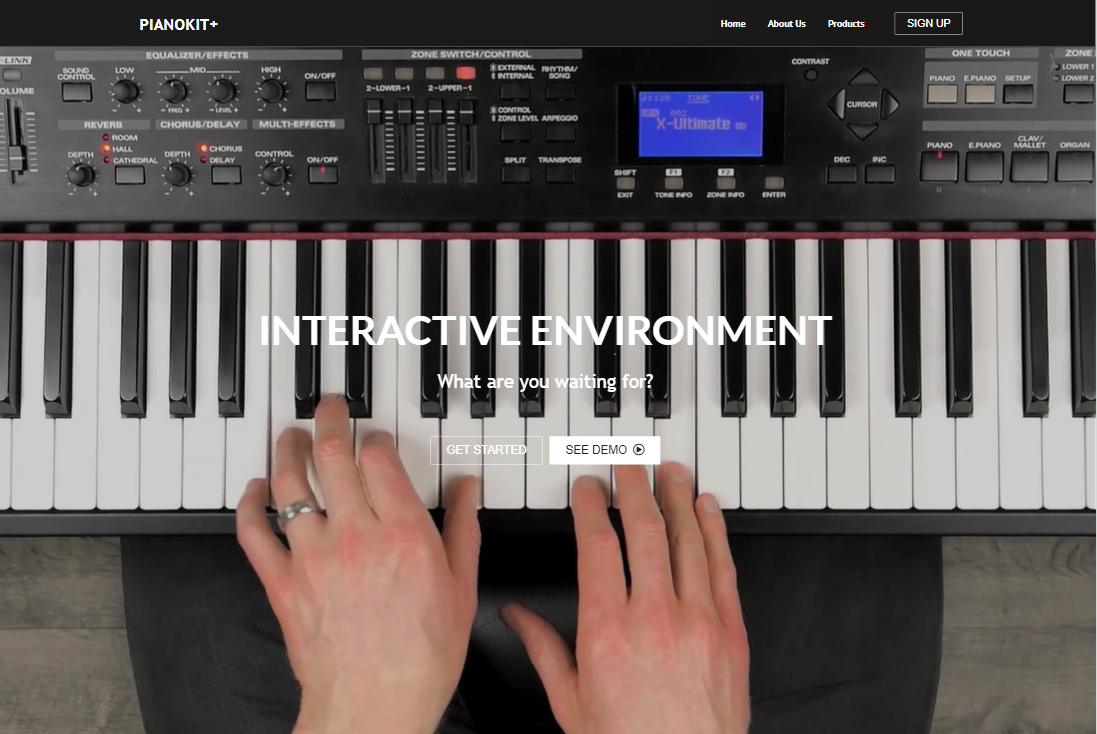 PIANOKIT+
Home About Us Products SIGN UP
EQUALIZER/EFFECTS
ZONE SWITCH/CONTROL
ONE TOUCH
ZONE
LINK
VOLUME
SOUND CONTROL
LOW
MID
HIGH
ON/OFF
FREQ
LEVEL
2-LOWER-1
2-UPPER-1
EXTERNAL
INTERNAL
RHYTHM/SONG
CONTRAST
CURSOR
PIANO
E.PIANO
SETUP
LOWER 1
LOWER 2
TONE
002
X-Ultimate
CONTROL
ZONE LEVEL
ARPEGGIO
REVERB
CHORUS/DELAY
MULTI-EFFECTS
ROOM
HALL
CATHEDRAL
DEPTH
DEPTH
CHORUS
DELAY
CONTROL
ON/OFF
SPLIT
TRANSPOSE
DEC
INC
PIANO
E.PIANO
CLAV/MALLET
ORGAN
SHIFT
F1
F2
EXIT
TONE INFO
ZONE INFO
ENTER
0 1 2 3
INTERACTIVE ENVIRONMENT
What are you waiting for?
GET STARTED
SEE DEMO